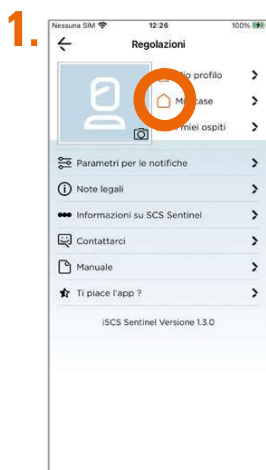 1.
Nessuna SIM 12:26 100%
Regolazioni
profilo
case
miei ospiti
Parametri per le notifiche
Note legali
Informazioni su SCS Sentinel
Contattarci
Manuale
Ti piace l'app ?
iSCS Sentinel Versione 1.3.0